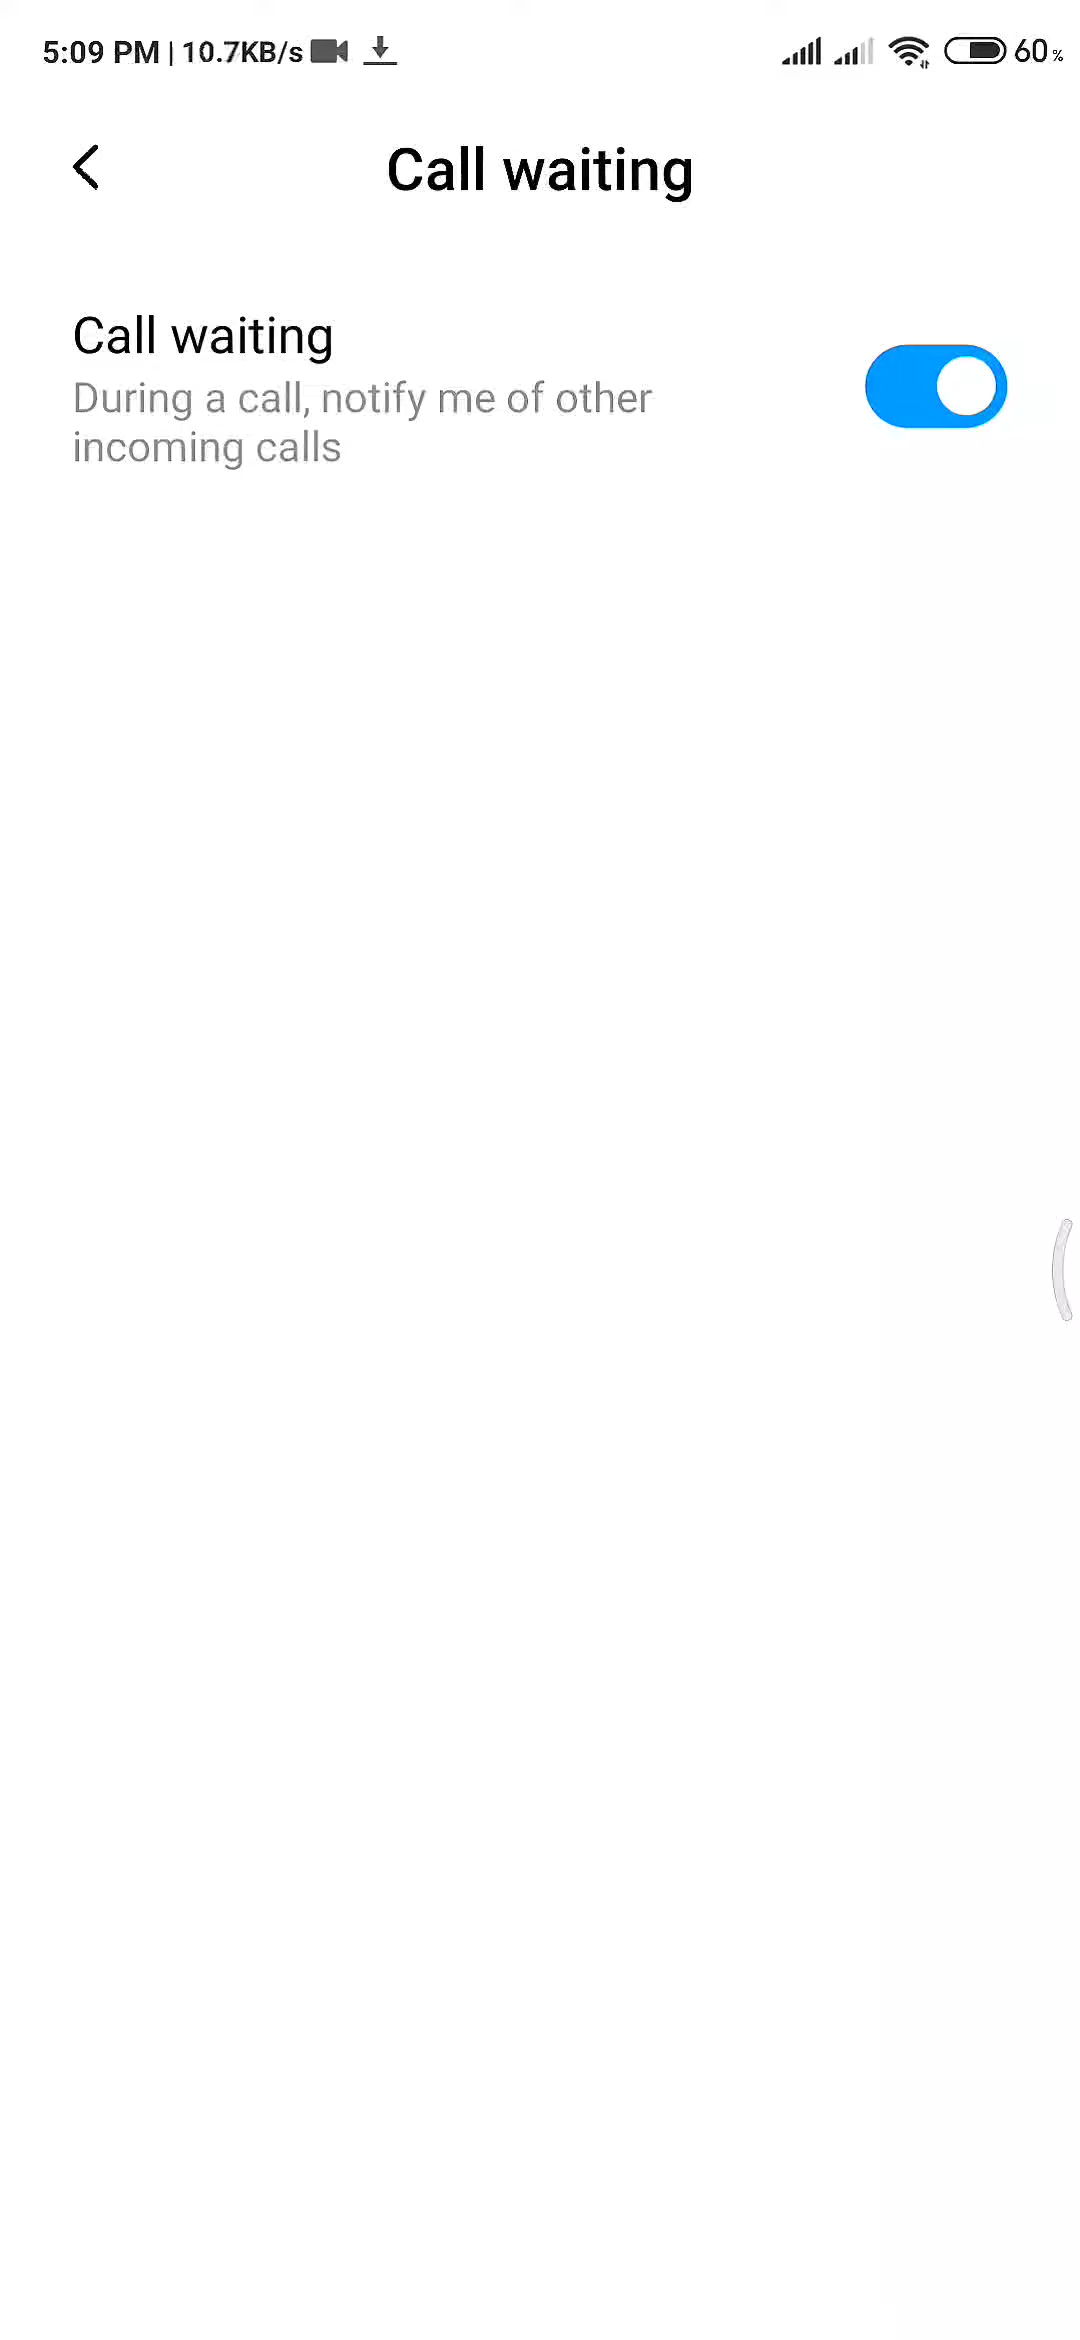 5:09 PM | 10.7KB/s 60%
Call waiting
Call waiting
During a call, notify me of other
incoming calls